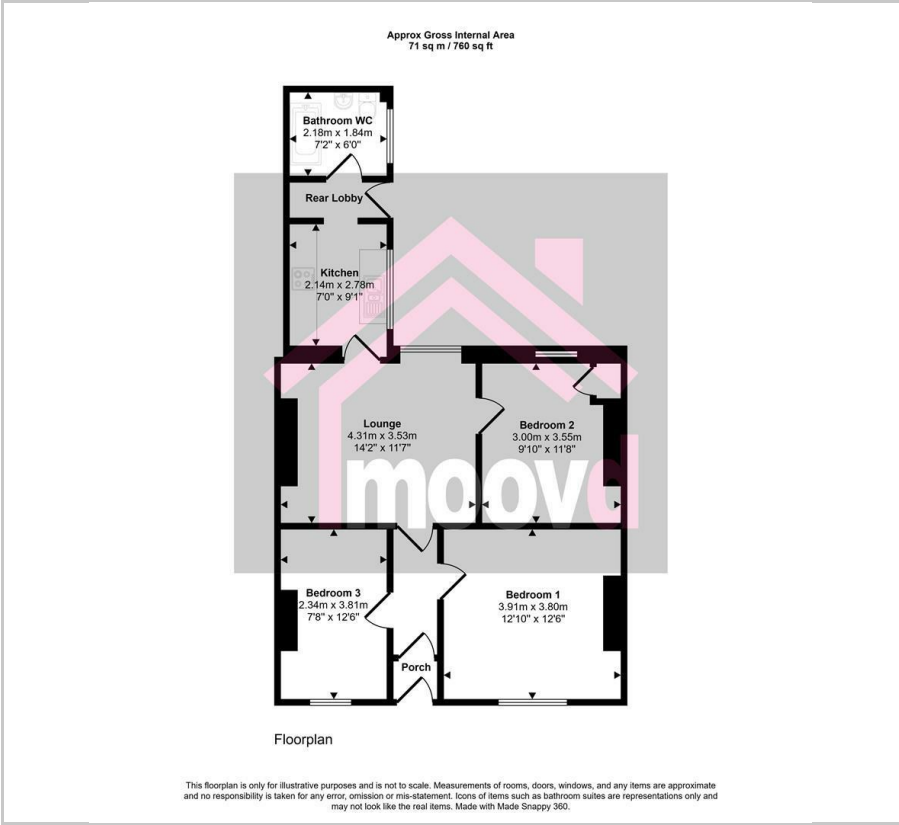 Approx Gross Internal Area
71 sq m / 760 sq ft
Bathroom WC
2.18m x 1.84m
7'2" x 6'0"
Rear Lobby
Kitchen
2.14m x 2.78m
7'0" x 9'1"
Lounge
4.31m x 3.53m
14'2" x 11'7"
Bedroom 2
3.00m x 3.55m
9'10" x 11'8"
moovd
Bedroom 3
2.34m x 3.81m
7'8" x 12'6"
Bedroom 1
3.91m x 3.80m
12'10" x 12'6"
Porch
Floorplan
This floorplan is only for illustrative purposes and is not to scale. Measurements of rooms, doors, windows, and any items are approximate
and no responsibility is taken for any error, omission or mis-statement. Icons of items such as bathroom suites are representations only and
may not look like the real items. Made with Made Snappy 360.